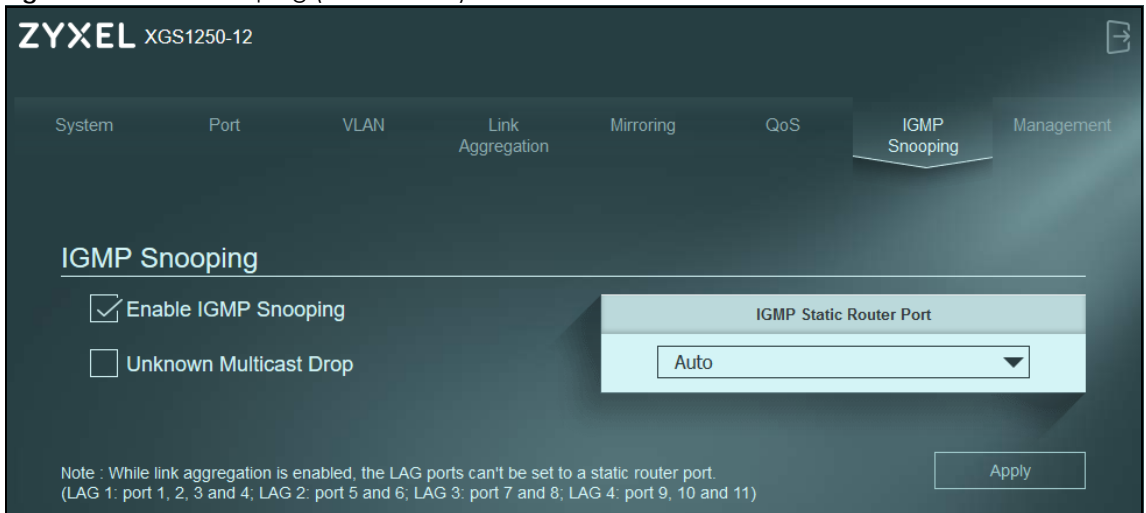 ZYXEL XGS1250-12
System
Port
VLAN
Link
Aggregation
Mirroring
QoS
IGMP
Snooping
Management
IGMP Snooping
Enable IGMP Snooping
Unknown Multicast Drop
IGMP Static Router Port
Auto
Note : While link aggregation is enabled, the LAG ports can't be set to a static router port.
(LAG 1: port 1, 2, 3 and 4; LAG 2: port 5 and 6; LAG 3: port 7 and 8; LAG 4: port 9, 10 and 11)
Apply